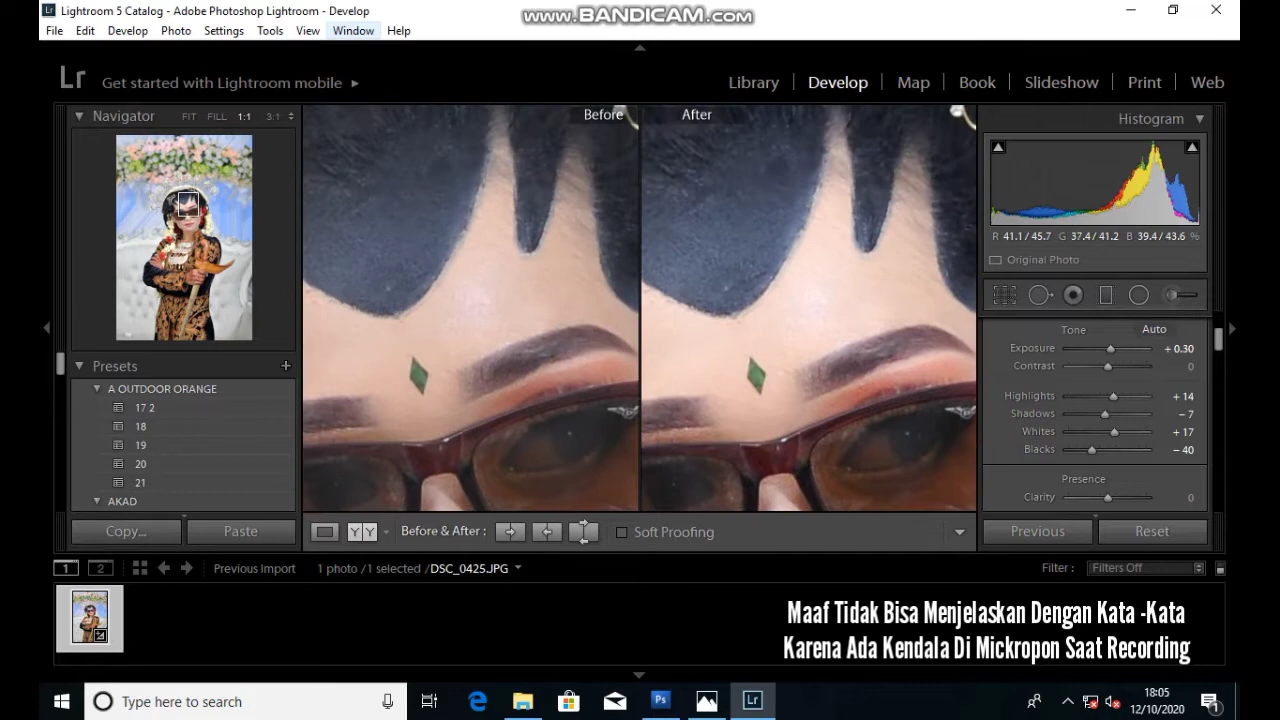 Lightroom 5 Catalog - Adobe Photoshop Lightroom - Develop
www.BANDICAM.com
File Edit Develop Photo Settings Tools View Window Help
Lr Get started with Lightroom mobile
Library Develop Map Book Slideshow Print Web
Navigator FIT FILL 1:1 3:1
Before After
Histogram
R 41.1 / 45.7 G 37.4 / 41.2 B 39.4 / 43.6 %
Original Photo
Tone Auto
Exposure + 0.30
Contrast 0
Highlights + 14
Shadows – 7
Whites + 17
Blacks – 40
Presence
Clarity 0
Presets +
A OUTDOOR ORANGE
17 2
18
19
20
21
AKAD
Copy... Paste
YY Before & After : Soft Proofing
Previous Reset
1 2 Previous Import 1 photo / 1 selected / DSC_0425.JPG
Filter : Filters Off
Maaf Tidak Bisa Menjelaskan Dengan Kata -Kata
Karena Ada Kendala Di Mickropon Saat Recording
Type here to search
Ps
Lr
18:05
12/10/2020
1